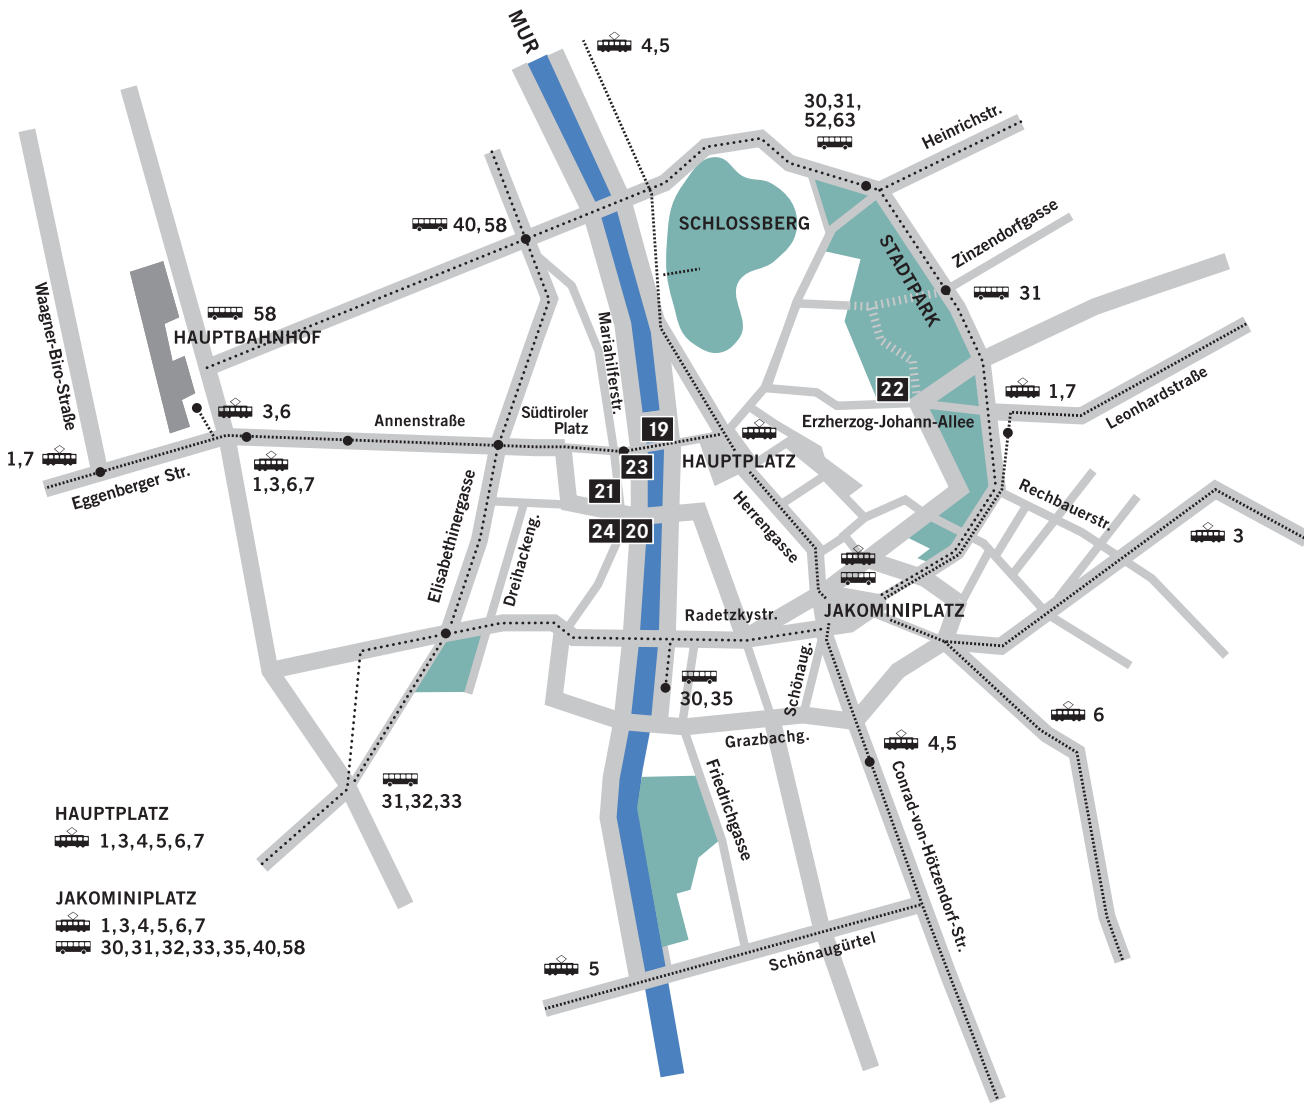 MUR
4,5
30,31,
52,63
Heinrichstr.
40,58
SCHLOSSBERG
STADTPARK
Zinzendorfgasse
31
Waagner-Biro-Straße
58
HAUPTBAHNHOF
Mariahilferstr.
22
1,7
Leonhardstraße
3,6
Annenstraße
Südtiroler
Platz
19
Erzherzog-Johann-Allee
1,7
Eggenberger Str.
1,3,6,7
23
HAUPTPLATZ
21
Herrengasse
Rechbauerstr.
24
20
3
Elisabethinergasse
Dreihackeng.
Radetzkystr.
JAKOMINIPLATZ
Schönaug.
30,35
Grazbachg.
6
4,5
31,32,33
Friedrichgasse
Conrad-von-Hötzendorf-Str.
HAUPTPLATZ
1,3,4,5,6,7
JAKOMINIPLATZ
1,3,4,5,6,7
30,31,32,33,35,40,58
5
Schönaugürtel